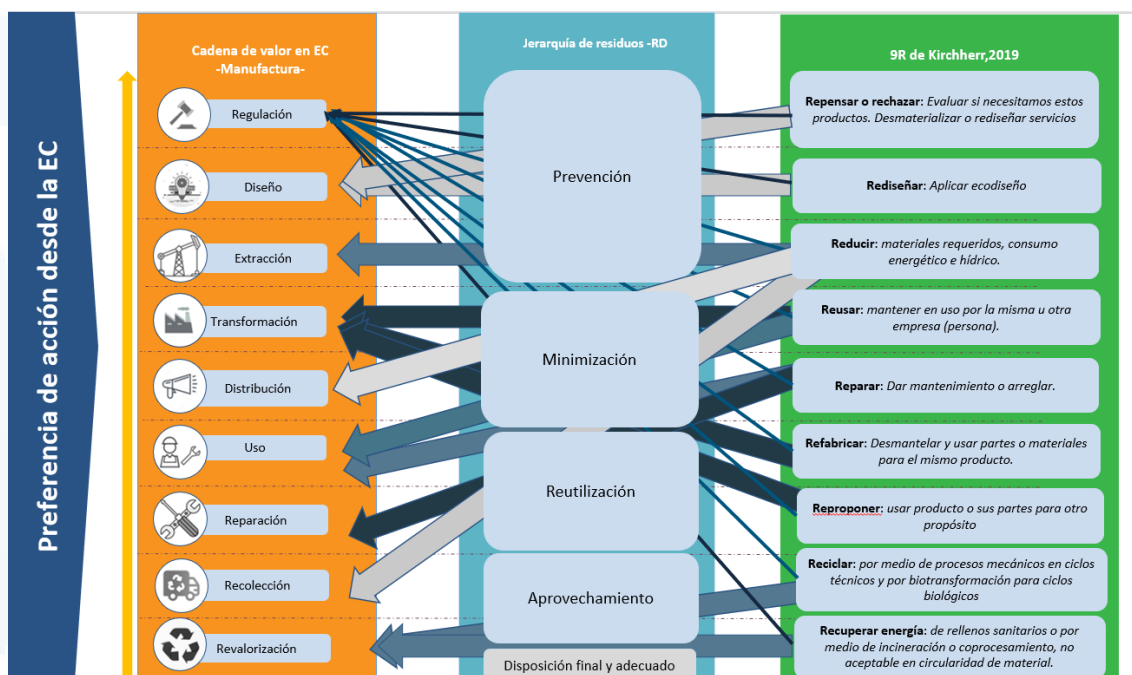 Preferencia de acción desde la EC
Cadena de valor en EC
-Manufactura-
Regulación
Diseño
Extracción
Transformación
Distribución
Uso
Reparación
Recolección
Revalorización
Jerarquía de residuos -RD
Prevención
Minimización
Reutilización
Aprovechamiento
Disposición final y adecuado
9R de Kirchherr,2019
Repensar o rechazar: Evaluar si necesitamos estos
productos. Desmaterializar o rediseñar servicios
Rediseñar: Aplicar ecodiseño
Reducir: materiales requeridos, consumo
energético e hídrico.
Reusar: mantener en uso por la misma u otra
empresa (persona).
Reparar: Dar mantenimiento o arreglar.
Refabricar: Desmantelar y usar partes o materiales
para el mismo producto.
Reproponer: usar producto o sus partes para otro
propósito
Reciclar: por medio de procesos mecánicos en ciclos
técnicos y por biotransformación para ciclos
biológicos
Recuperar energía: de rellenos sanitarios o por
medio de incineración o coprocesamiento, no
aceptable en circularidad de material.